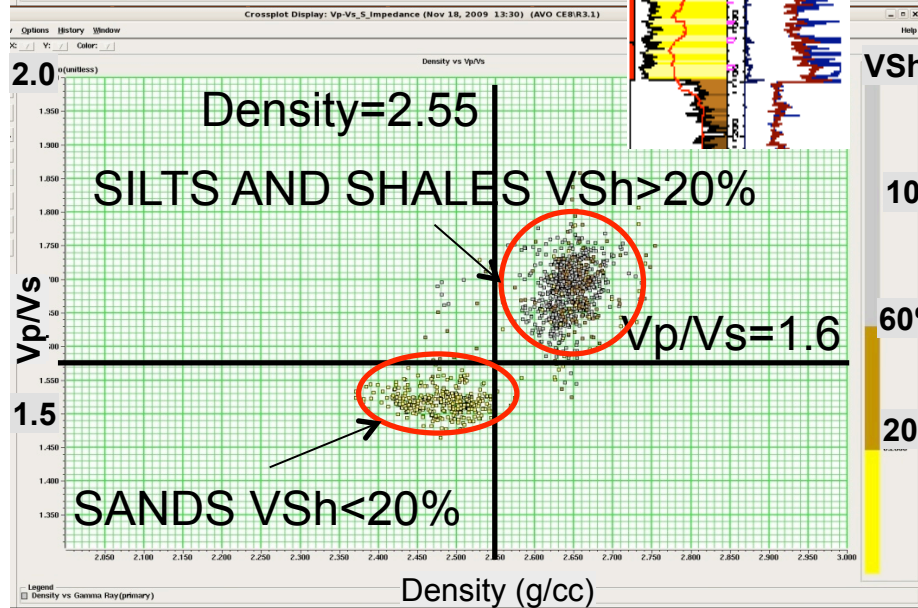 Crossplot Display: Vp-Vs_S_Impedance (Nov 18, 2009 13:30) (AVO CE8\R3.1)
Options History Window Help
X: Y: Color:
Density vs Vp/Vs
2.0 o(unitless)
VSh
Density=2.55
SILTS AND SHALES VSh>20%
Vp/Vs=1.6
SANDS VSh<20%
Vp/Vs
1.950
1.900
1.850
1.800
1.750
1.550
1.5
1.450
1.350
10
60%
20
2.050 2.100 2.150 2.200 2.250 2.300 2.350 2.400 2.450 2.500 2.550 2.600 2.650 2.700 2.750 2.800 2.850 2.900 2.950 3.000
Density (g/cc)
Legend
Density vs Gamma Ray(primary)